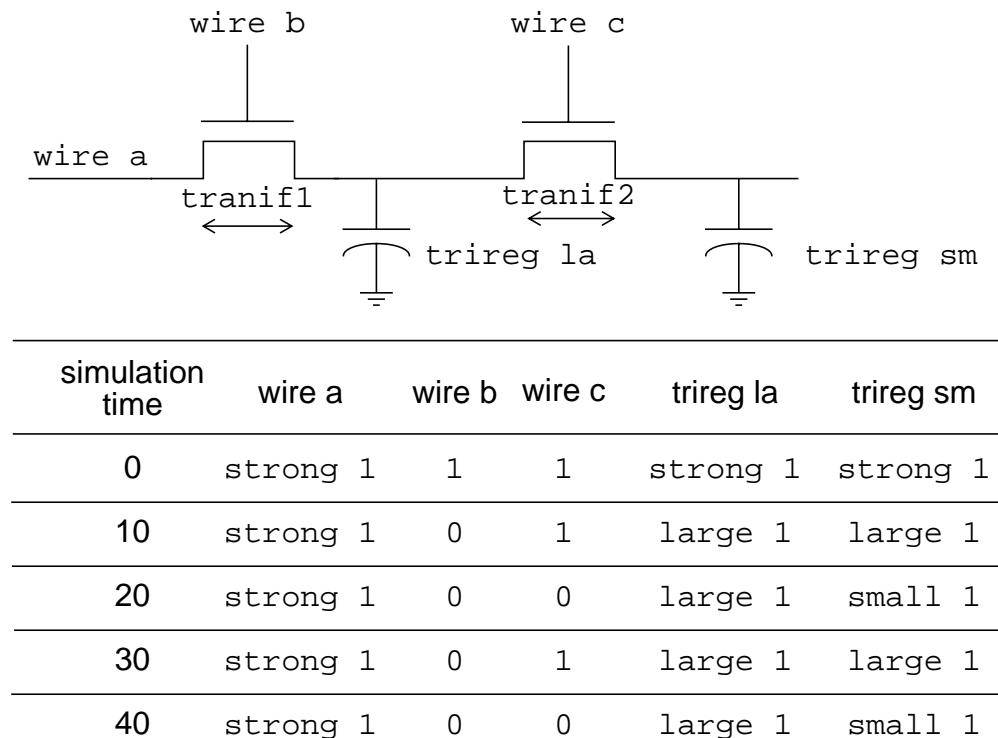 wire b wire c
wire a
tranif1 tranif2
trireg la trireg sm
simulation time wire a wire b wire c trireg la trireg sm
0 strong 1 1 1 strong 1 strong 1
10 strong 1 0 1 large 1 large 1
20 strong 1 0 0 large 1 small 1
30 strong 1 0 1 large 1 large 1
40 strong 1 0 0 large 1 small 1